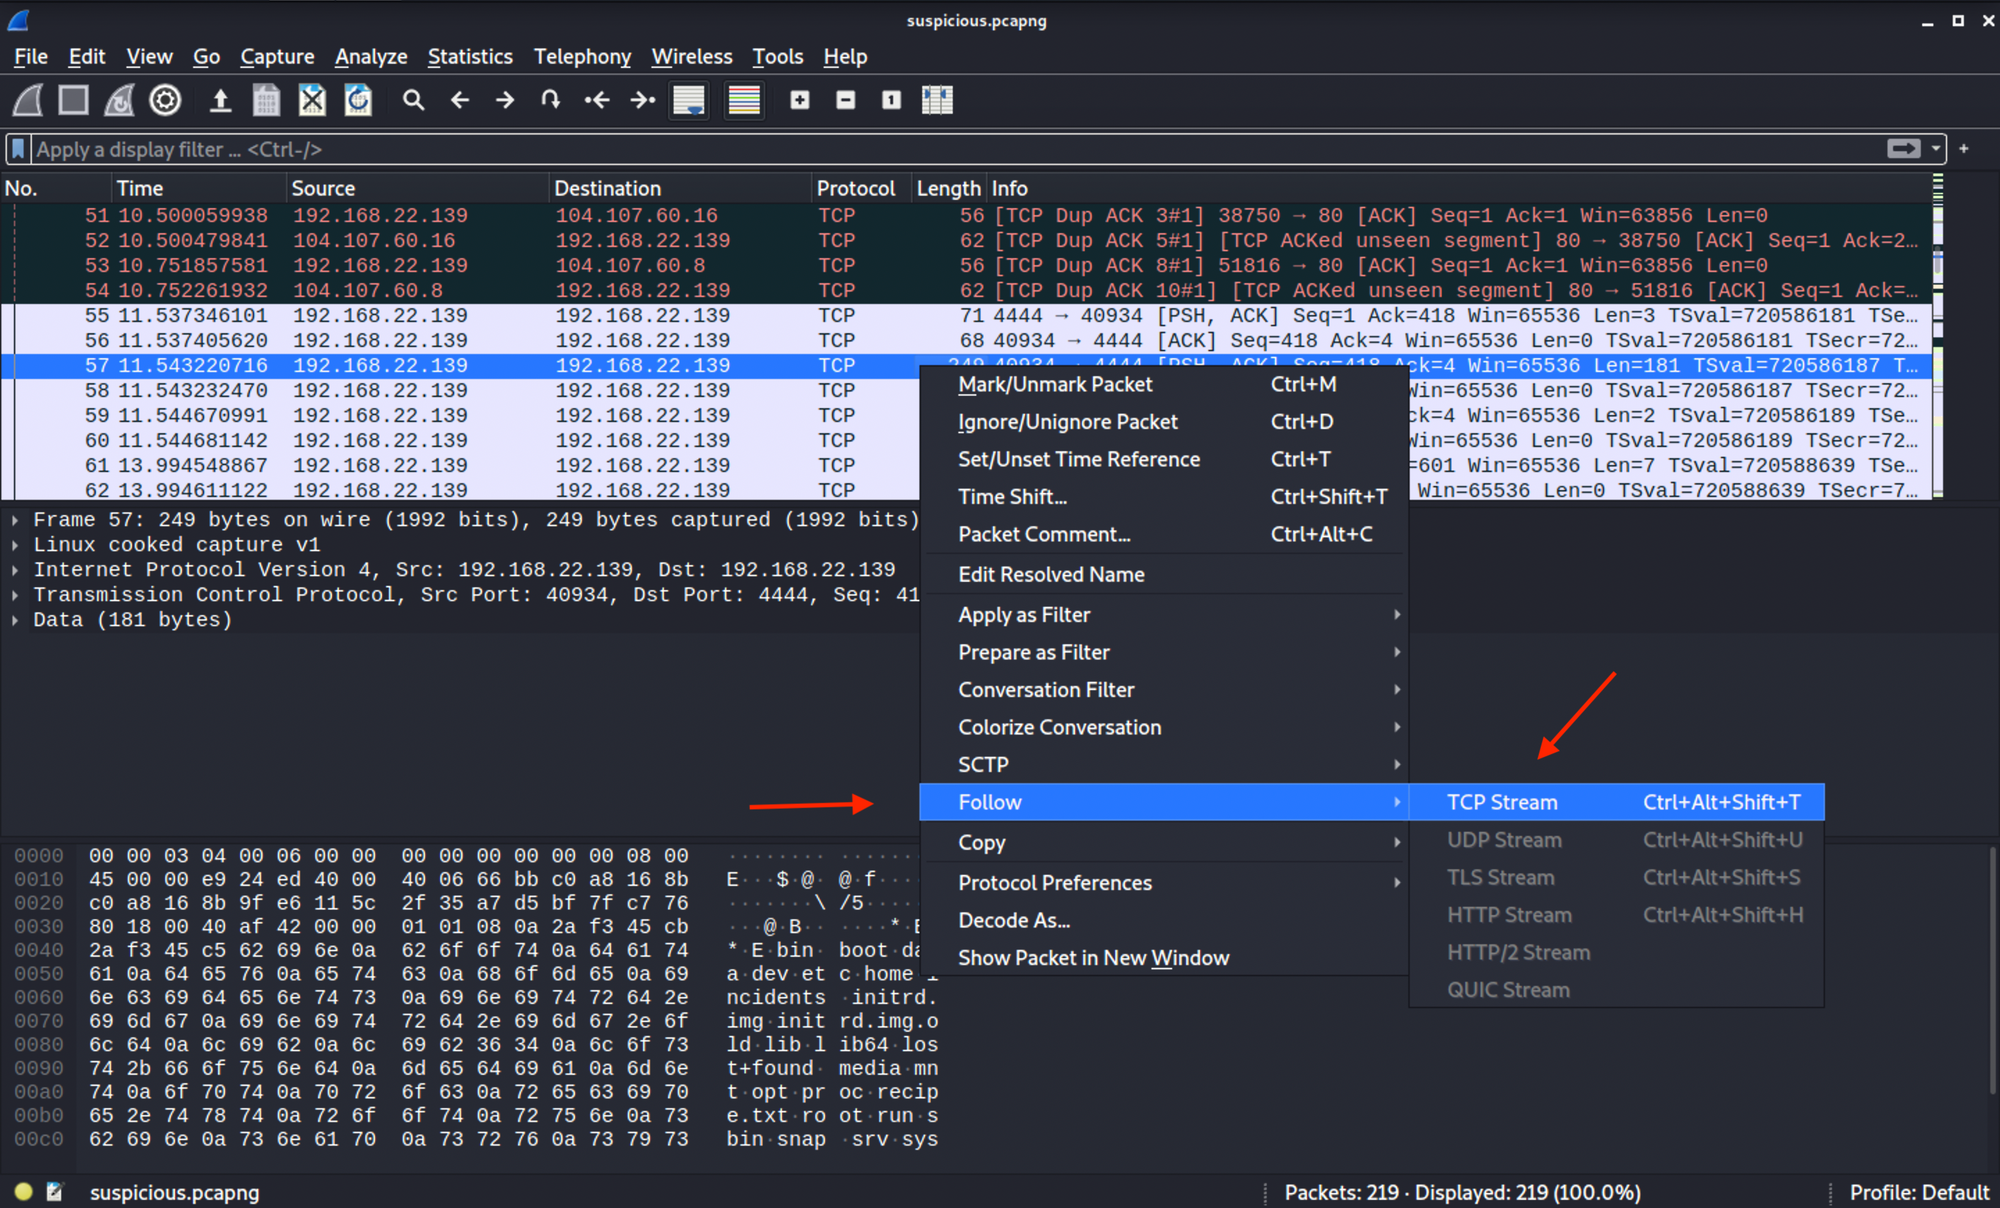 suspicious.pcapng
File Edit View Go Capture Analyze Statistics Telephony Wireless Tools Help
Apply a display filter … <Ctrl-/>
No. Time Source Destination Protocol Length Info
51 10.500059938 192.168.22.139 104.107.60.16 TCP 56 [TCP Dup ACK 3#1] 38750 → 80 [ACK] Seq=1 Ack=1 Win=63856 Len=0
52 10.500479841 104.107.60.16 192.168.22.139 TCP 62 [TCP Dup ACK 5#1] [TCP ACKed unseen segment] 80 → 38750 [ACK] Seq=1 Ack=2…
53 10.751857581 192.168.22.139 104.107.60.8 TCP 56 [TCP Dup ACK 8#1] 51816 → 80 [ACK] Seq=1 Ack=1 Win=63856 Len=0
54 10.752261932 104.107.60.8 192.168.22.139 TCP 62 [TCP Dup ACK 10#1] [TCP ACKed unseen segment] 80 → 51816 [ACK] Seq=1 Ack=…
55 11.537346101 192.168.22.139 192.168.22.139 TCP 71 4444 → 40934 [PSH, ACK] Seq=1 Ack=418 Win=65536 Len=3 TSval=720586181 TSe…
56 11.537405620 192.168.22.139 192.168.22.139 TCP 68 40934 → 4444 [ACK] Seq=418 Ack=4 Win=65536 Len=0 TSval=720586181 TSecr=72…
57 11.543220716 192.168.22.139 192.168.22.139 TCP 249 40934 → 4444 [PSH, ACK] Seq=418 Ack=4 Win=65536 Len=181 TSval=720586187 T…
58 11.543232470 192.168.22.139 192.168.22.139 TCP Win=65536 Len=0 TSval=720586187 TSecr=72…
59 11.544670991 192.168.22.139 192.168.22.139 TCP ck=4 Win=65536 Len=2 TSval=720586189 TSe…
60 11.544681142 192.168.22.139 192.168.22.139 TCP Win=65536 Len=0 TSval=720586189 TSecr=72…
61 13.994548867 192.168.22.139 192.168.22.139 TCP =601 Win=65536 Len=7 TSval=720588639 TSe…
62 13.994611122 192.168.22.139 192.168.22.139 TCP Win=65536 Len=0 TSval=720588639 TSecr=7…
Mark/Unmark Packet Ctrl+M
Ignore/Unignore Packet Ctrl+D
Set/Unset Time Reference Ctrl+T
Time Shift… Ctrl+Shift+T
Packet Comment… Ctrl+Alt+C
Edit Resolved Name
Apply as Filter
Prepare as Filter
Conversation Filter
Colorize Conversation
SCTP
Follow
Copy
Protocol Preferences
Decode As…
Show Packet in New Window
TCP Stream Ctrl+Alt+Shift+T
UDP Stream Ctrl+Alt+Shift+U
TLS Stream Ctrl+Alt+Shift+S
HTTP Stream Ctrl+Alt+Shift+H
HTTP/2 Stream
QUIC Stream
Frame 57: 249 bytes on wire (1992 bits), 249 bytes captured (1992 bits)
Linux cooked capture v1
Internet Protocol Version 4, Src: 192.168.22.139, Dst: 192.168.22.139
Transmission Control Protocol, Src Port: 40934, Dst Port: 4444, Seq: 41
Data (181 bytes)
0000 00 00 03 04 00 06 00 00 00 00 00 00 00 00 08 00 ········ ·······
0010 45 00 00 e9 24 ed 40 00 40 06 66 bb c0 a8 16 8b E···$·@· @·f····
0020 c0 a8 16 8b 9f e6 11 5c 2f 35 a7 d5 bf 7f c7 76 ·······\ /5·····
0030 80 18 00 40 af 42 00 00 01 01 08 0a 2a f3 45 cb ···@·B·· ····*·E
0040 2a f3 45 c5 62 69 6e 0a 62 6f 6f 74 0a 64 61 74 *·E·bin· boot·da
0050 61 0a 64 65 76 0a 65 74 63 0a 68 6f 6d 65 0a 69 a·dev·et c·home·i
0060 6e 63 69 64 65 6e 74 73 0a 69 6e 69 74 72 64 2e ncidents ·initrd.
0070 69 6d 67 0a 69 6e 69 74 72 64 2e 69 6d 67 2e 6f img·init rd.img.o
0080 6c 64 0a 6c 69 62 0a 6c 69 62 36 34 0a 6c 6f 73 ld·lib·l ib64·los
0090 74 2b 66 6f 75 6e 64 0a 6d 65 64 69 61 0a 6d 6e t+found· media·mn
00a0 74 0a 6f 70 74 0a 70 72 6f 63 0a 72 65 63 69 70 t·opt·pr oc·recip
00b0 65 2e 74 78 74 0a 72 6f 6f 74 0a 72 75 6e 0a 73 e.txt·ro ot·run·s
00c0 62 69 6e 0a 73 6e 61 70 0a 73 72 76 0a 73 79 73 bin·snap ·srv·sys
suspicious.pcapng Packets: 219 · Displayed: 219 (100.0%) Profile: Default